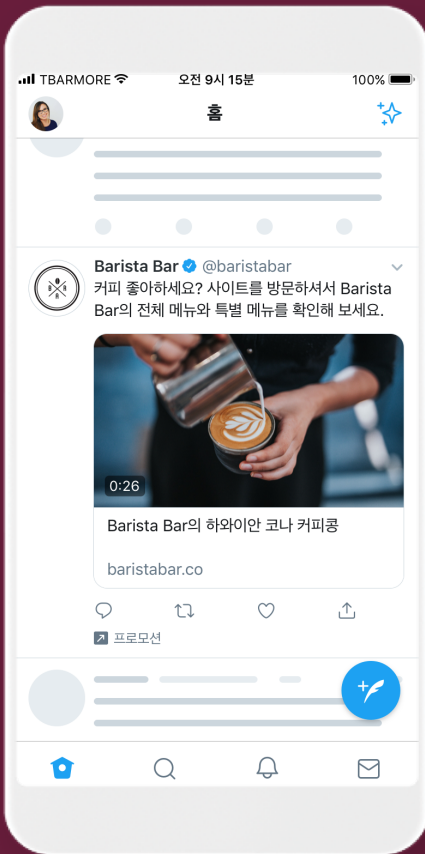 TBARMORE 오전 9시 15분 100%
홈
Barista Bar @baristabar
커피 좋아하세요? 사이트를 방문하셔서 Barista
Bar의 전체 메뉴와 특별 메뉴를 확인해 보세요.
0:26
Barista Bar의 하와이안 코나 커피콩
baristabar.co
프로모션